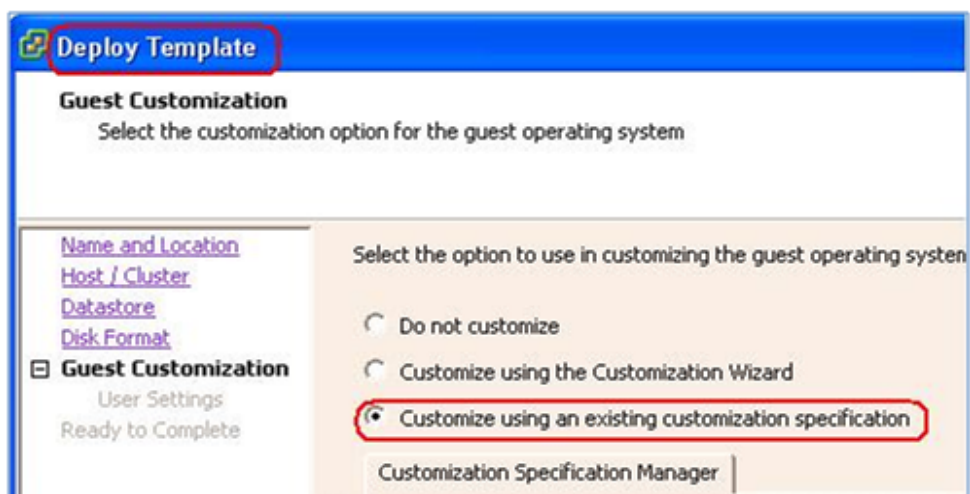 Deploy Template
Guest Customization
Select the customization option for the guest operating system
Name and Location
Host / Cluster
Datastore
Disk Format
Guest Customization
User Settings
Ready to Complete
Select the option to use in customizing the guest operating system
Do not customize
Customize using the Customization Wizard
Customize using an existing customization specification
Customization Specification Manager